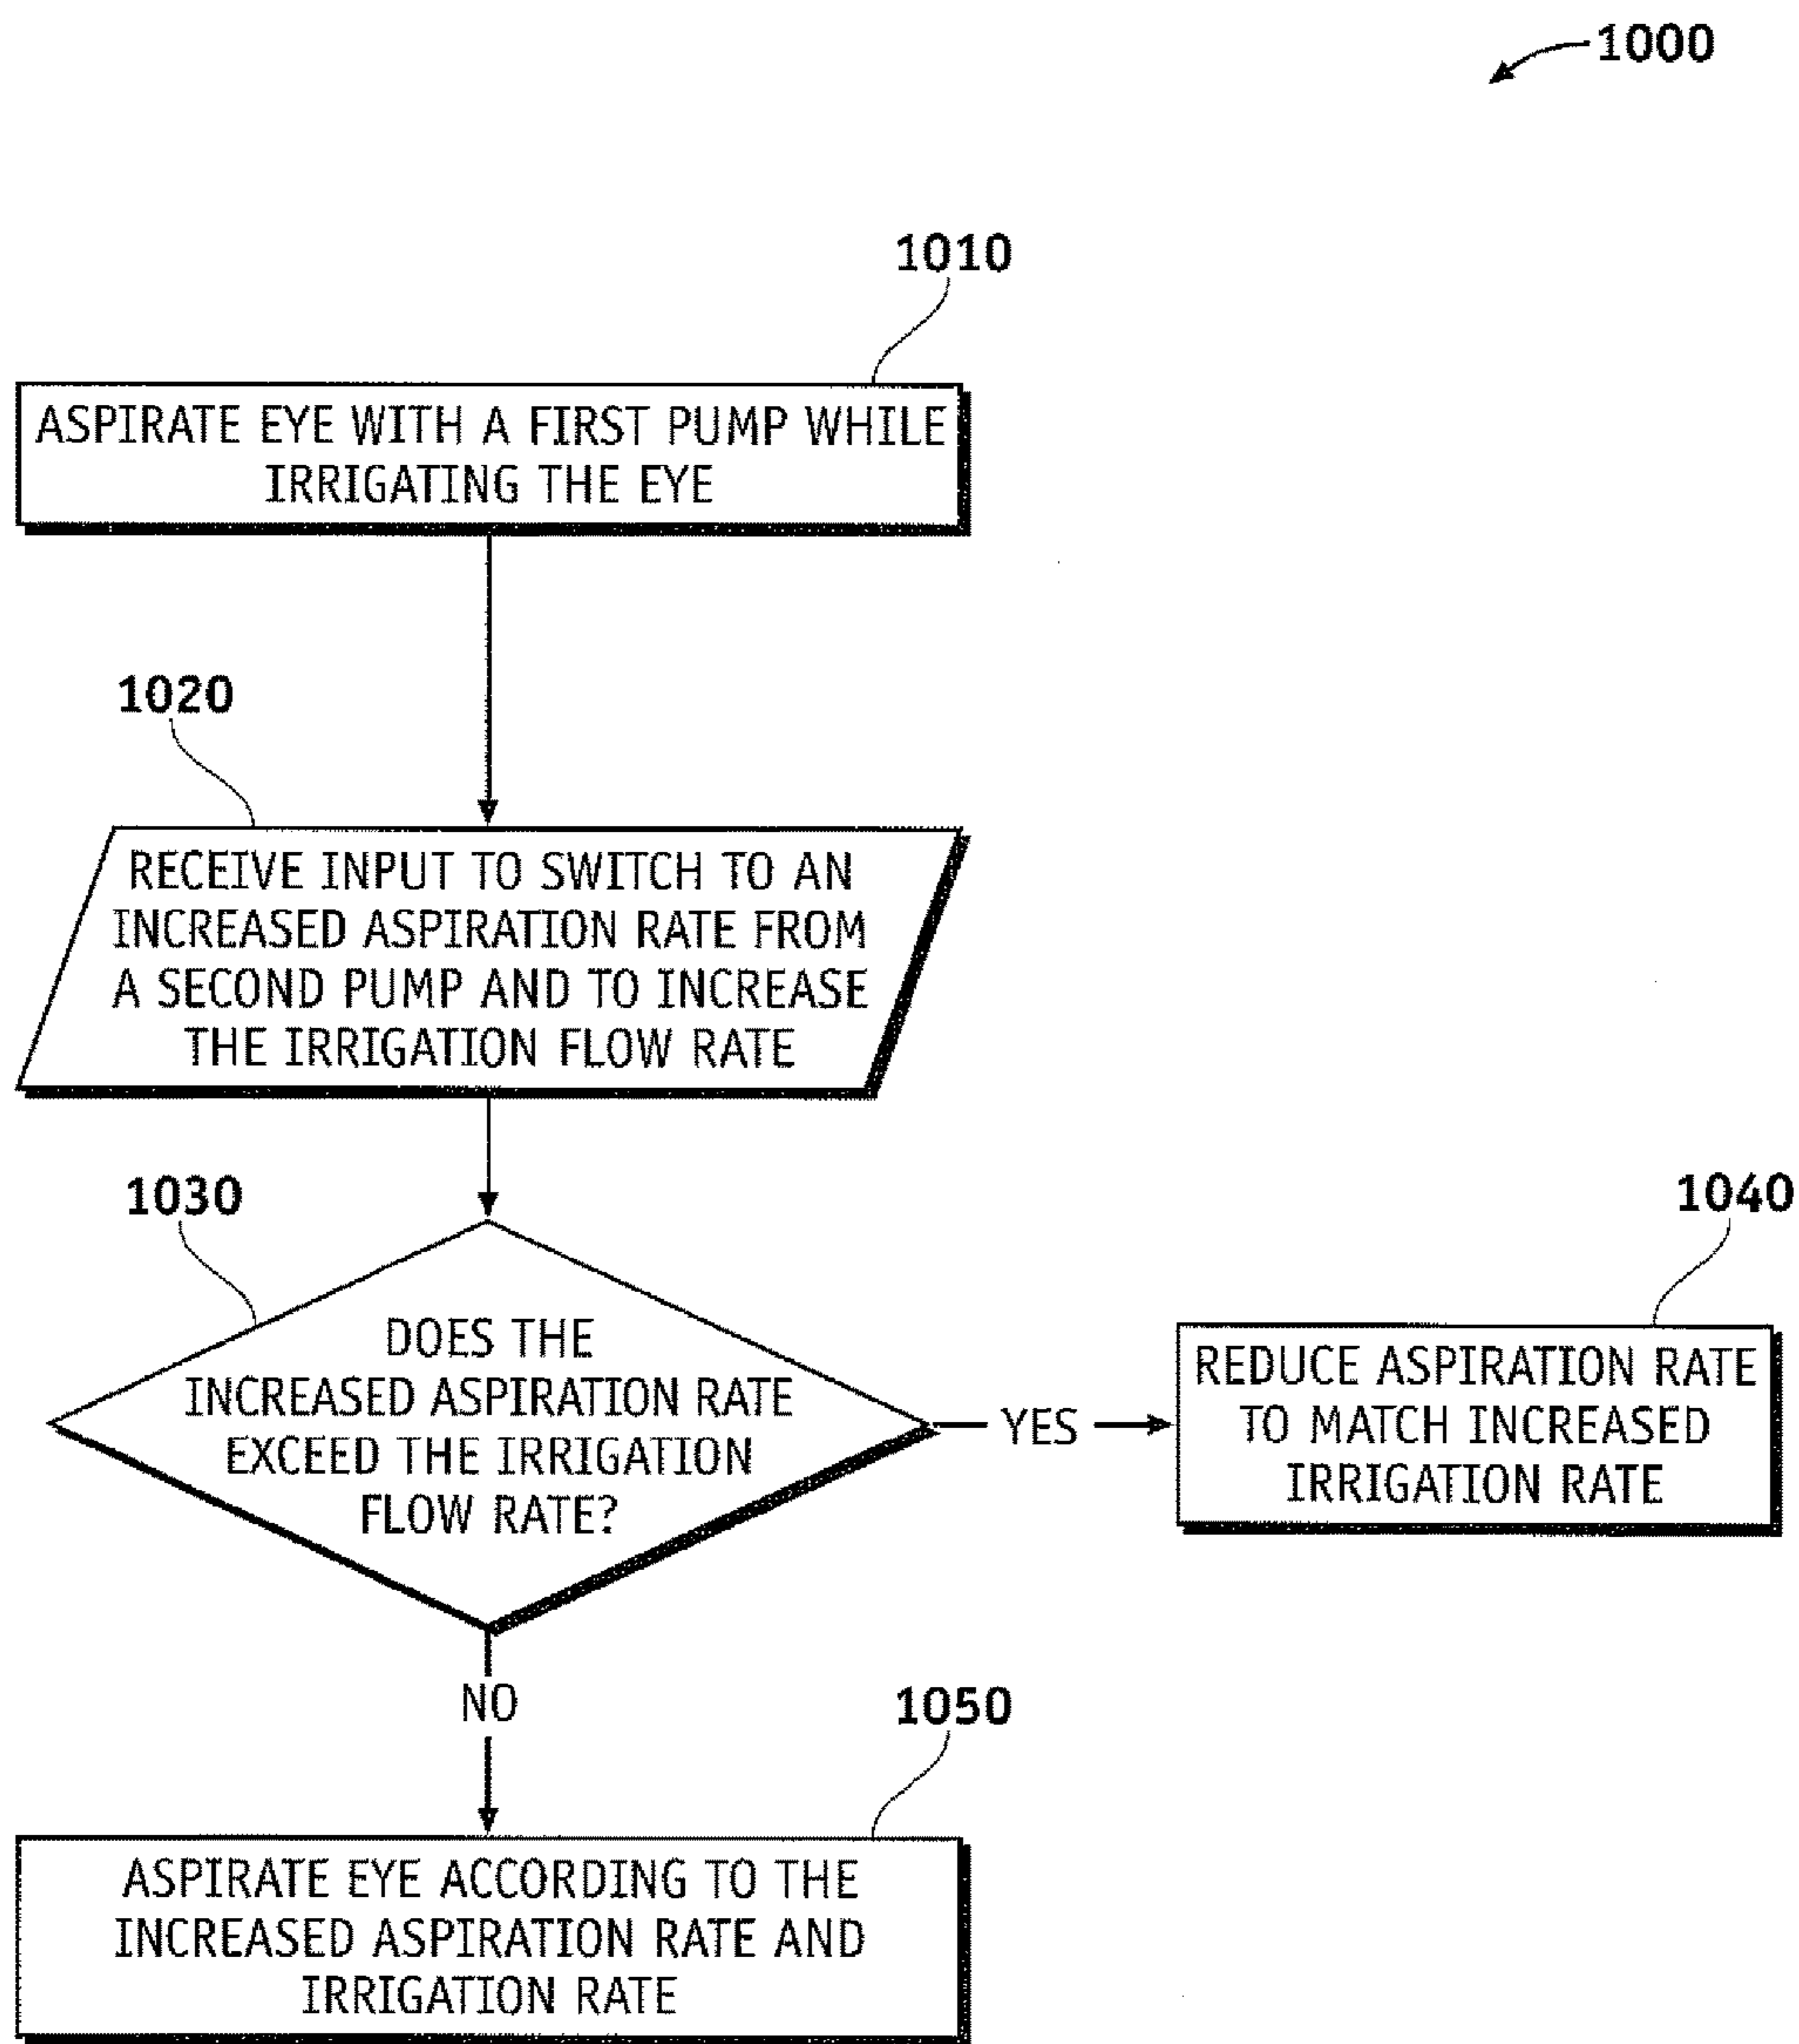 1000
1010
ASPIRATE EYE WITH A FIRST PUMP WHILE
IRRIGATING THE EYE
1020
RECEIVE INPUT TO SWITCH TO AN
INCREASED ASPIRATION RATE FROM
A SECOND PUMP AND TO INCREASE
THE IRRIGATION FLOW RATE
1030
DOES THE
INCREASED ASPIRATION RATE
EXCEED THE IRRIGATION
FLOW RATE?
YES
1040
REDUCE ASPIRATION RATE
TO MATCH INCREASED
IRRIGATION RATE
NO
1050
ASPIRATE EYE ACCORDING TO THE
INCREASED ASPIRATION RATE AND
IRRIGATION RATE